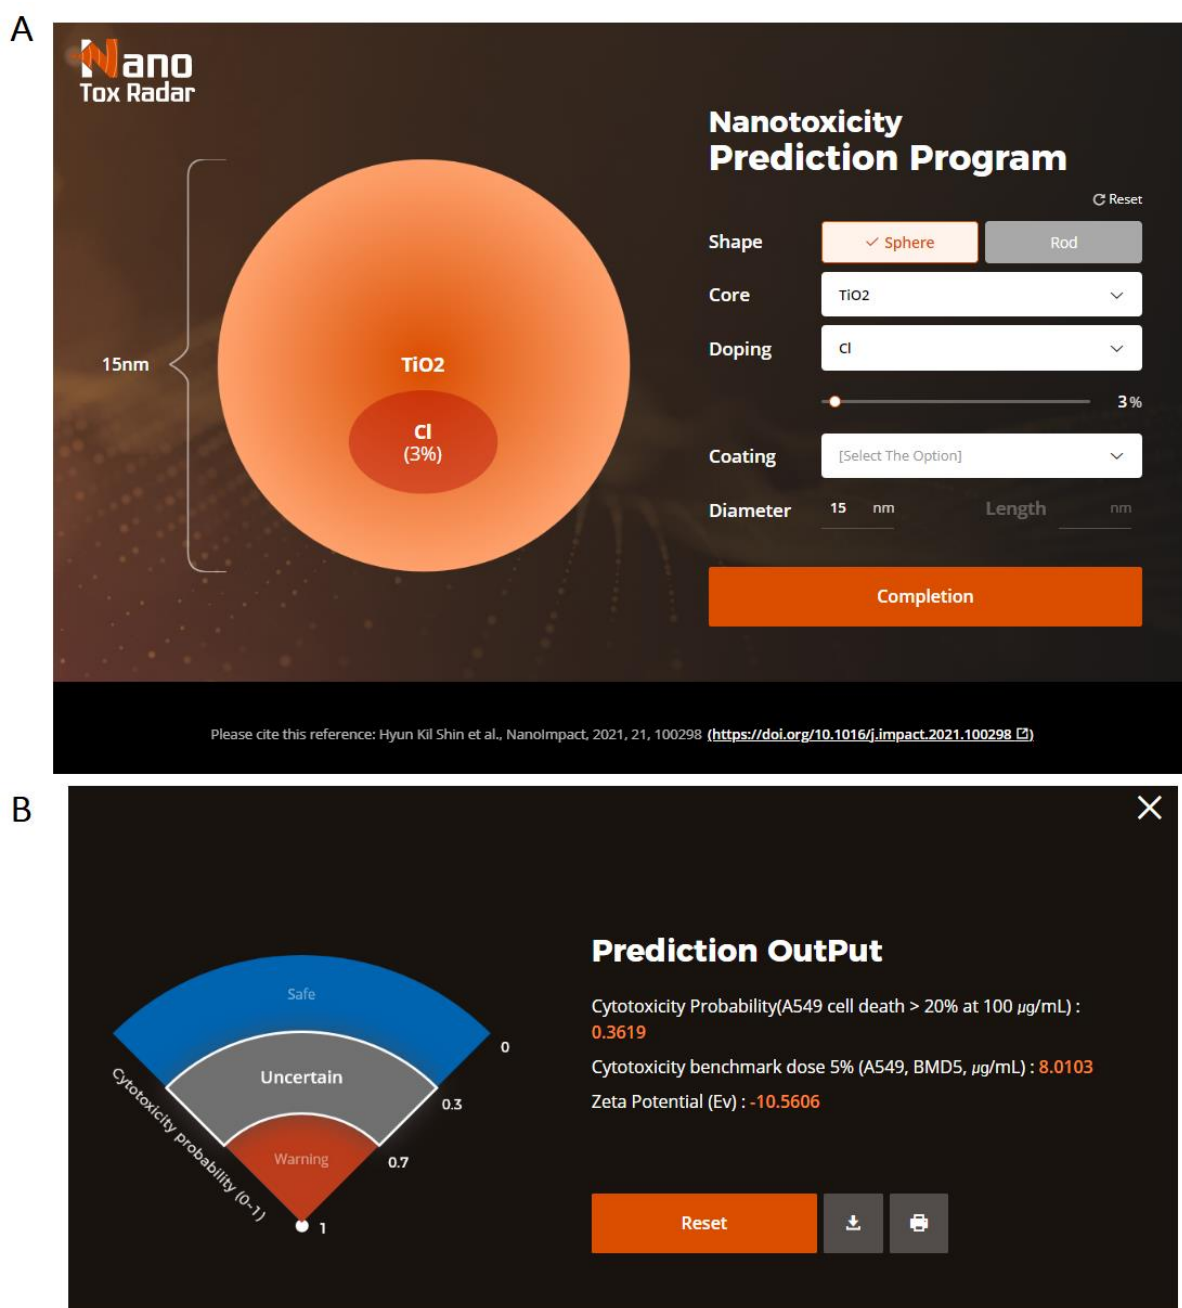 A
Nano
Tox Radar
Nanotoxicity
Prediction Program
Reset
Shape
Sphere
Rod
Core
TiO2
Doping
Cl
3 %
Coating
[Select The Option]
Diameter
15 nm
Length
nm
Completion
15nm
TiO2
Cl
(3%)
Please cite this reference: Hyun Kil Shin et al., NanoImpact, 2021, 21, 100298 (https://doi.org/10.1016/j.impact.2021.100298)
B
Safe
Uncertain
Warning
0
0.3
0.7
1
Cytotoxicity probability (0~1)
Prediction OutPut
Cytotoxicity Probability(A549 cell death > 20% at 100 μg/mL) :
0.3619
Cytotoxicity benchmark dose 5% (A549, BMD5, μg/mL) : 8.0103
Zeta Potential (Ev) : -10.5606
Reset